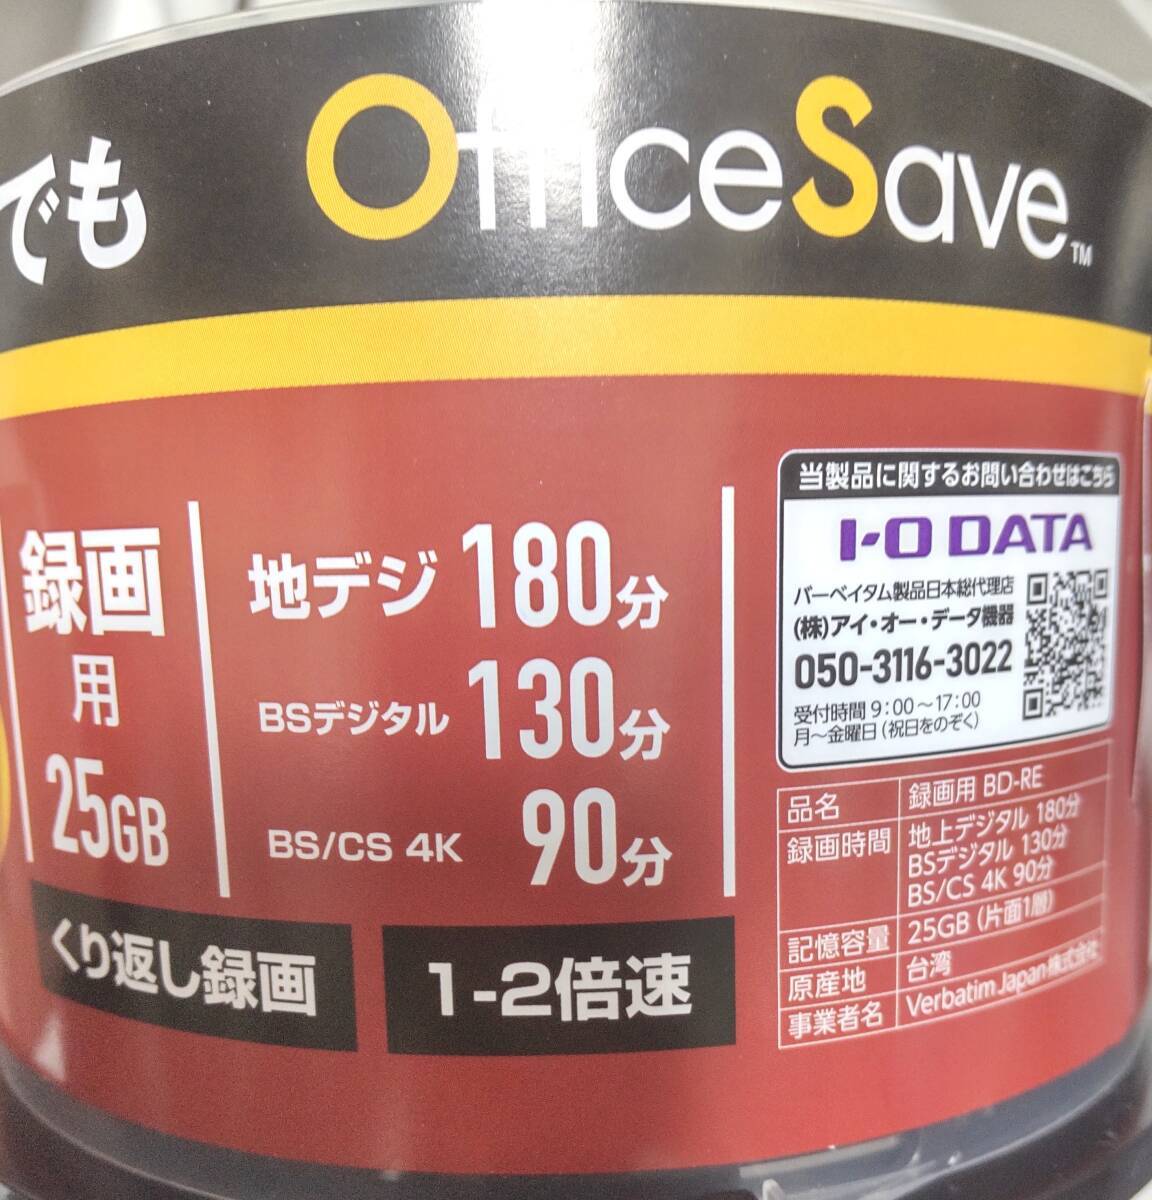 でも
OfficeSave™
録画
用
25GB
地デジ 180分
BSデジタル 130分
BS/CS 4K 90分
くり返し録画
1-2倍速
当製品に関するお問い合わせはこちら
I-O DATA
バーベイタム製品日本総代理店
(株)アイ・オー・データ機器
050-3116-3022
受付時間 9:00～17:00
月～金曜日(祝日をのぞく)
品名 録画用 BD-RE
録画時間 地上デジタル 180分
BSデジタル 130分
BS/CS 4K 90分
記憶容量 25GB (片面1層)
原産地 台湾
事業者名 Verbatim Japan株式会社